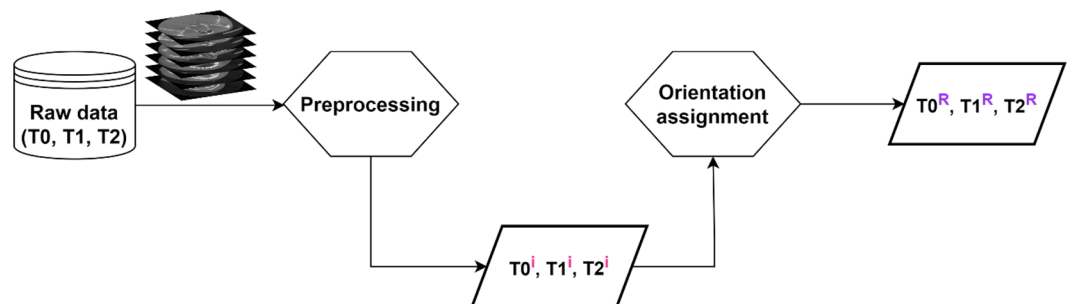 Raw data
(T0, T1, T2)
Preprocessing
T0ⁱ, T1ⁱ, T2ⁱ
Orientation
assignment
T0ᴿ, T1ᴿ, T2ᴿ